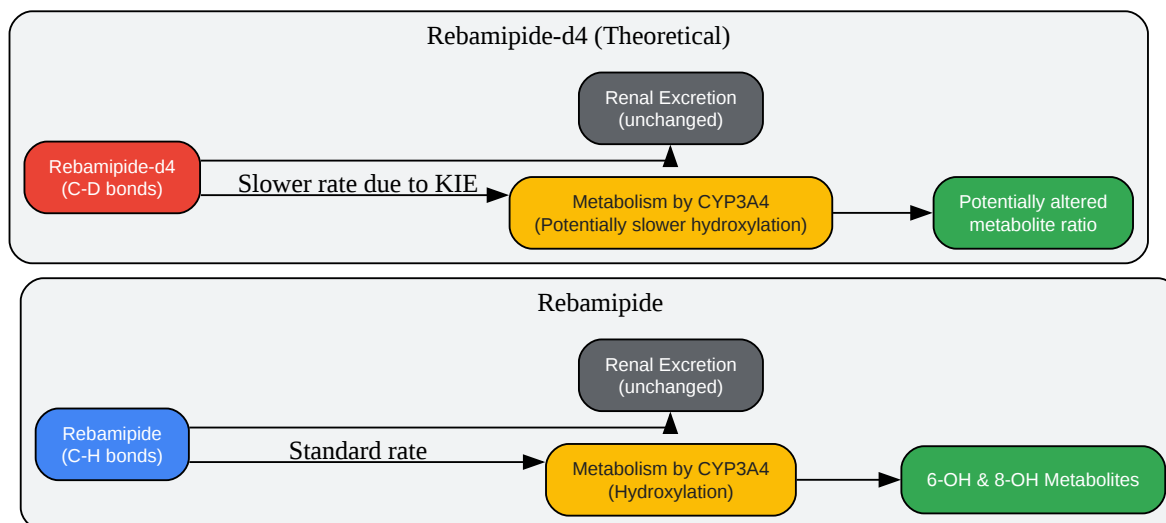 Rebamipide-d4 (Theoretical)
Renal Excretion
(unchanged)
Rebamipide-d4
(C-D bonds)
Slower rate due to KIE
Metabolism by CYP3A4
(Potentially slower hydroxylation)
Potentially altered
metabolite ratio
Rebamipide
Renal Excretion
(unchanged)
Rebamipide
(C-H bonds)
Standard rate
Metabolism by CYP3A4
(Hydroxylation)
6-OH & 8-OH Metabolites